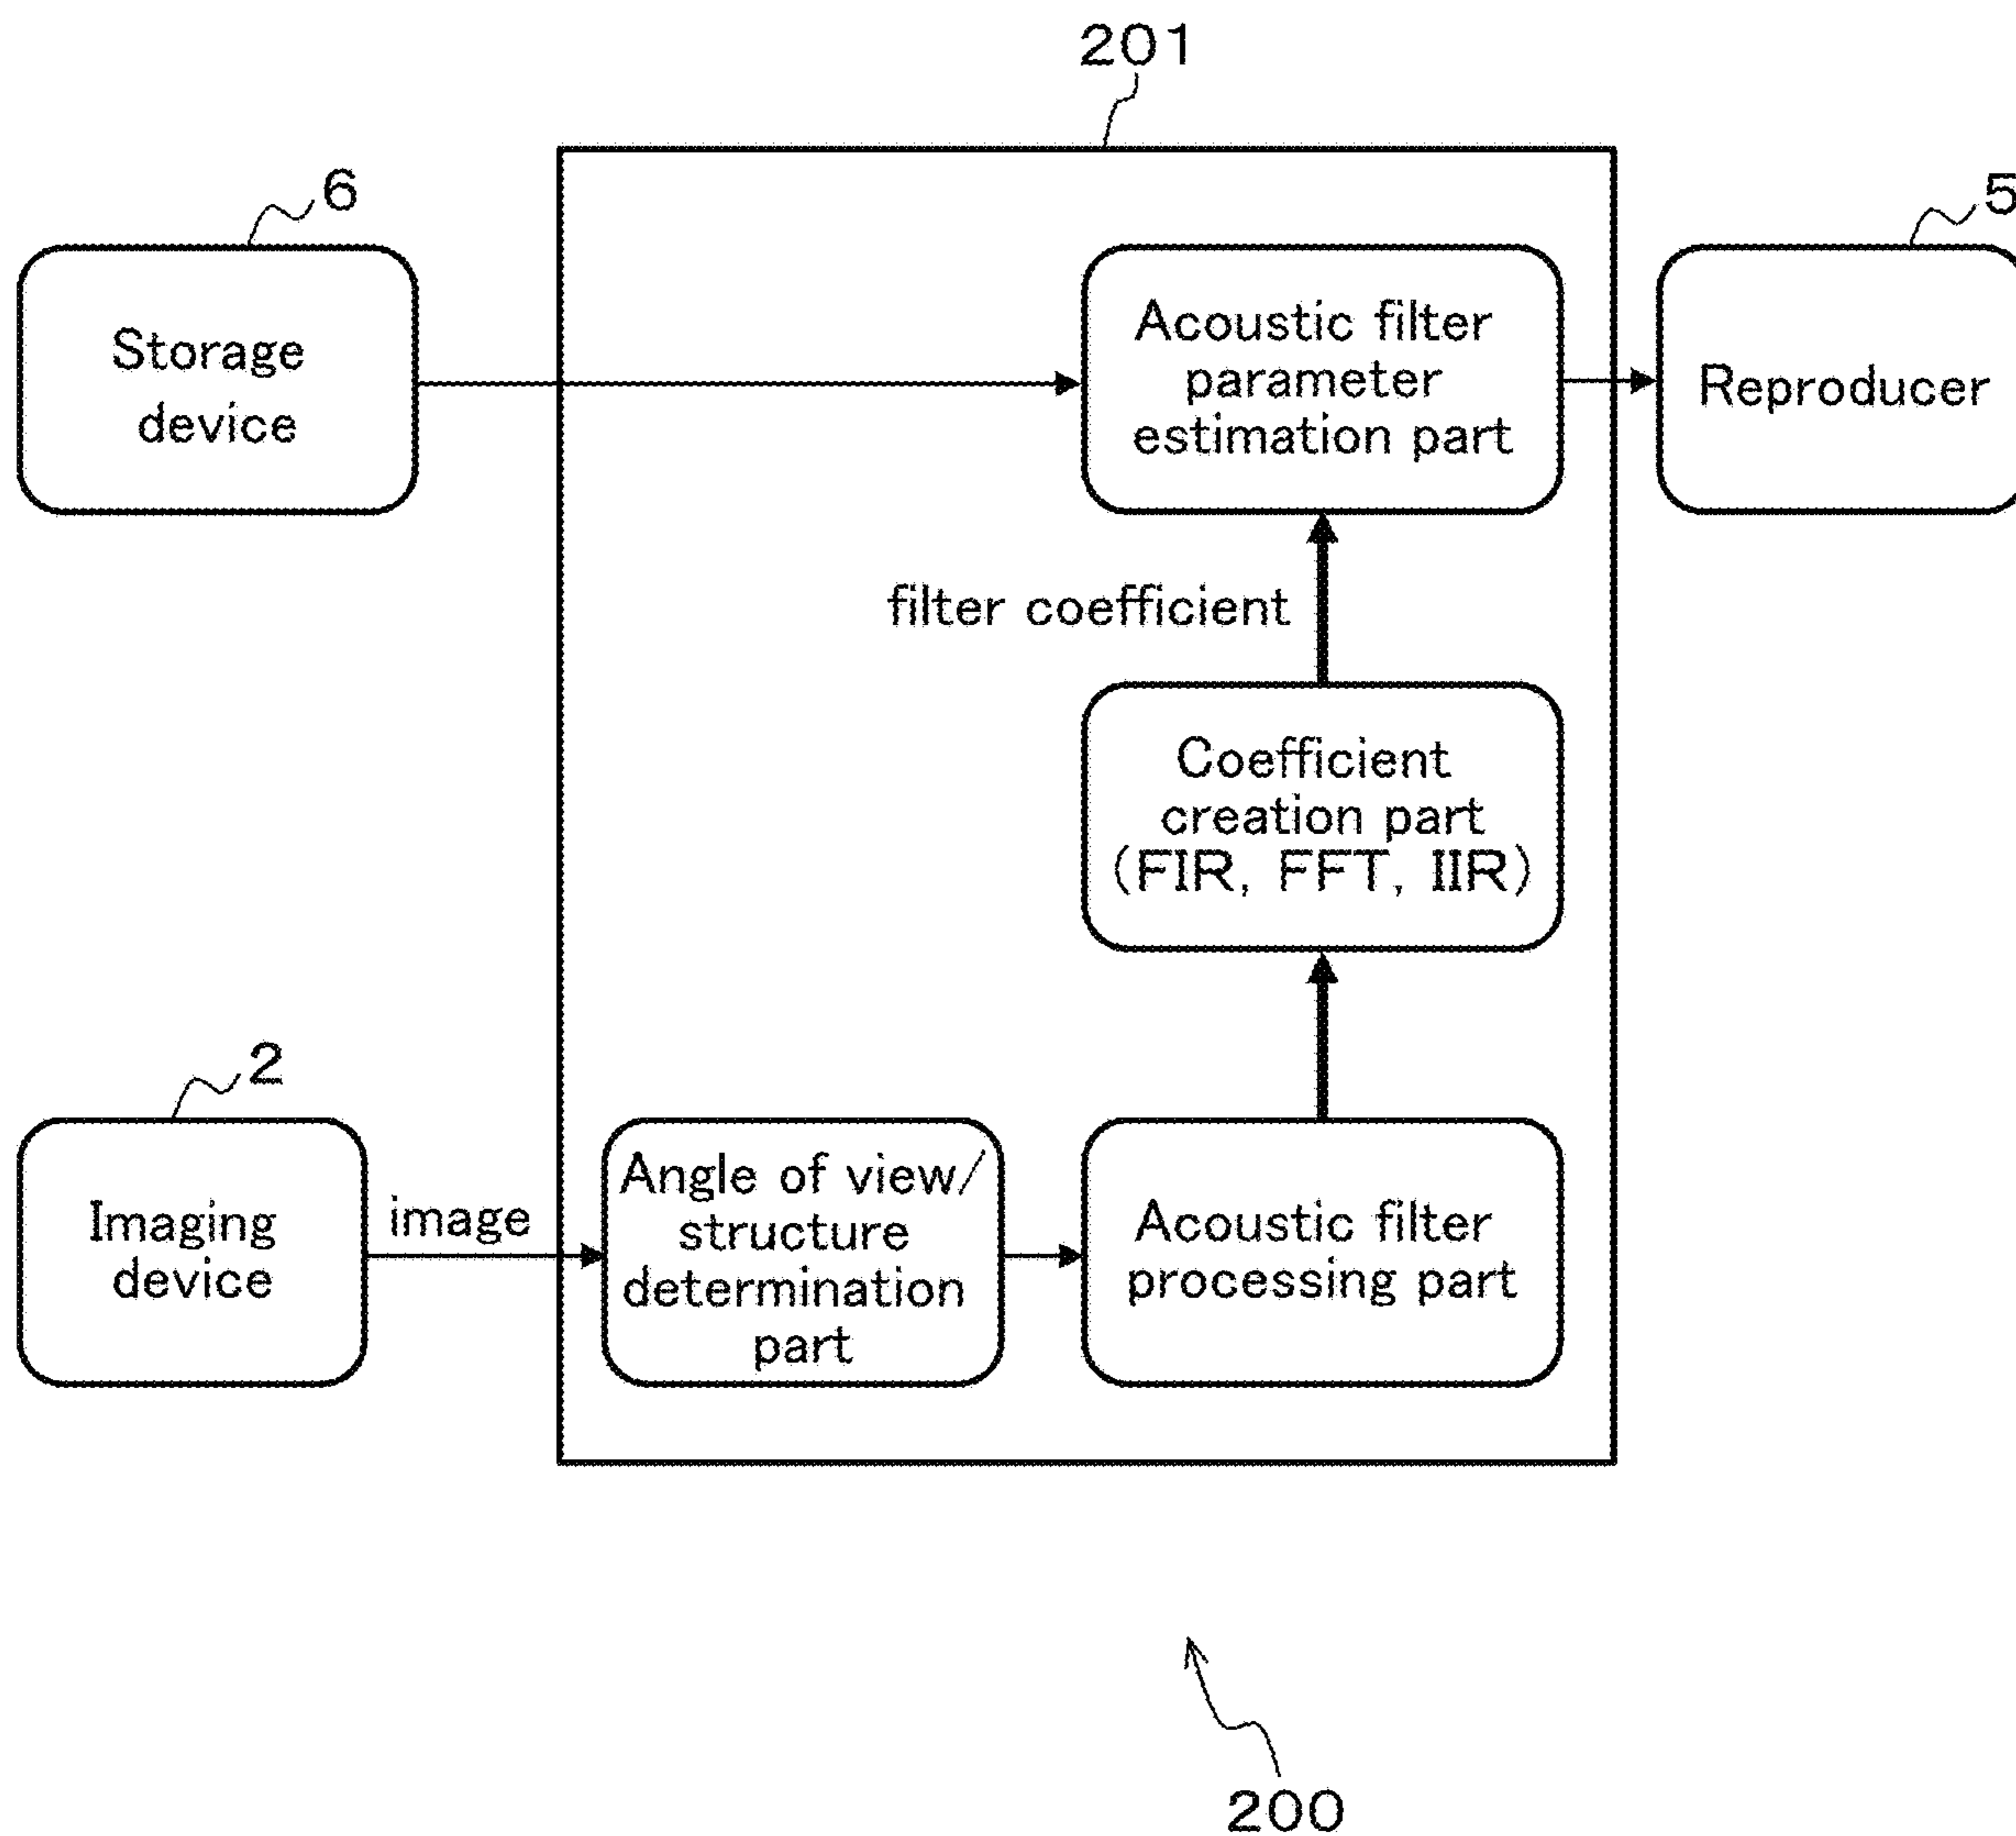 201
6
5
Storage
device
Acoustic filter
parameter
estimation part
Reproducer
filter coefficient
Coefficient
creation part
(FIR, FFT, IIR)
2
Imaging
device
image
Angle of view/
structure
determination
part
Acoustic filter
processing part
200